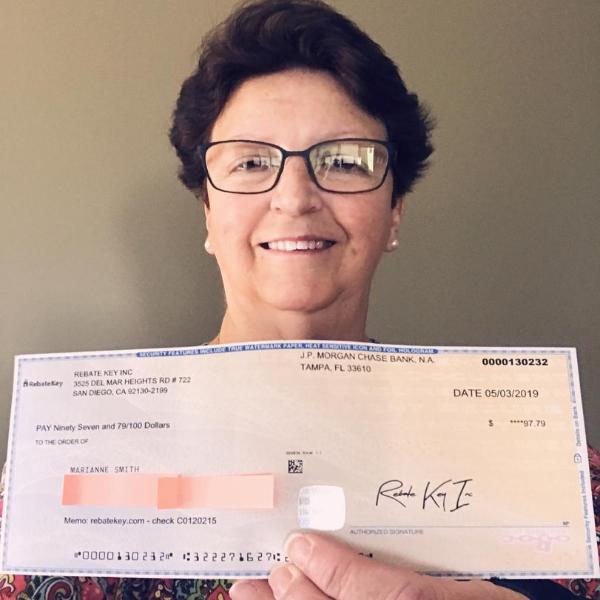 SECURITY FEATURES INCLUDE TRUE WATERMARK PAPER, HEAT SENSITIVE ICON AND FOIL HOLOGRAM
RebateKey
REBATE KEY INC
3525 DEL MAR HEIGHTS RD # 722
SAN DIEGO, CA 92130-2199
J.P. MORGAN CHASE BANK, N.A.
TAMPA, FL 33610
0000130232
DATE 05/03/2019
PAY Ninety Seven and 79/100 Dollars
$ ****97.79
TO THE ORDER OF
MARIANNE SMITH
Rebate Key Inc
Memo: rebatekey.com - check C0120215
AUTHORIZED SIGNATURE
MP
⑈0000130232⑈ ⑆322271627⑆
Security Features Included Details on Back